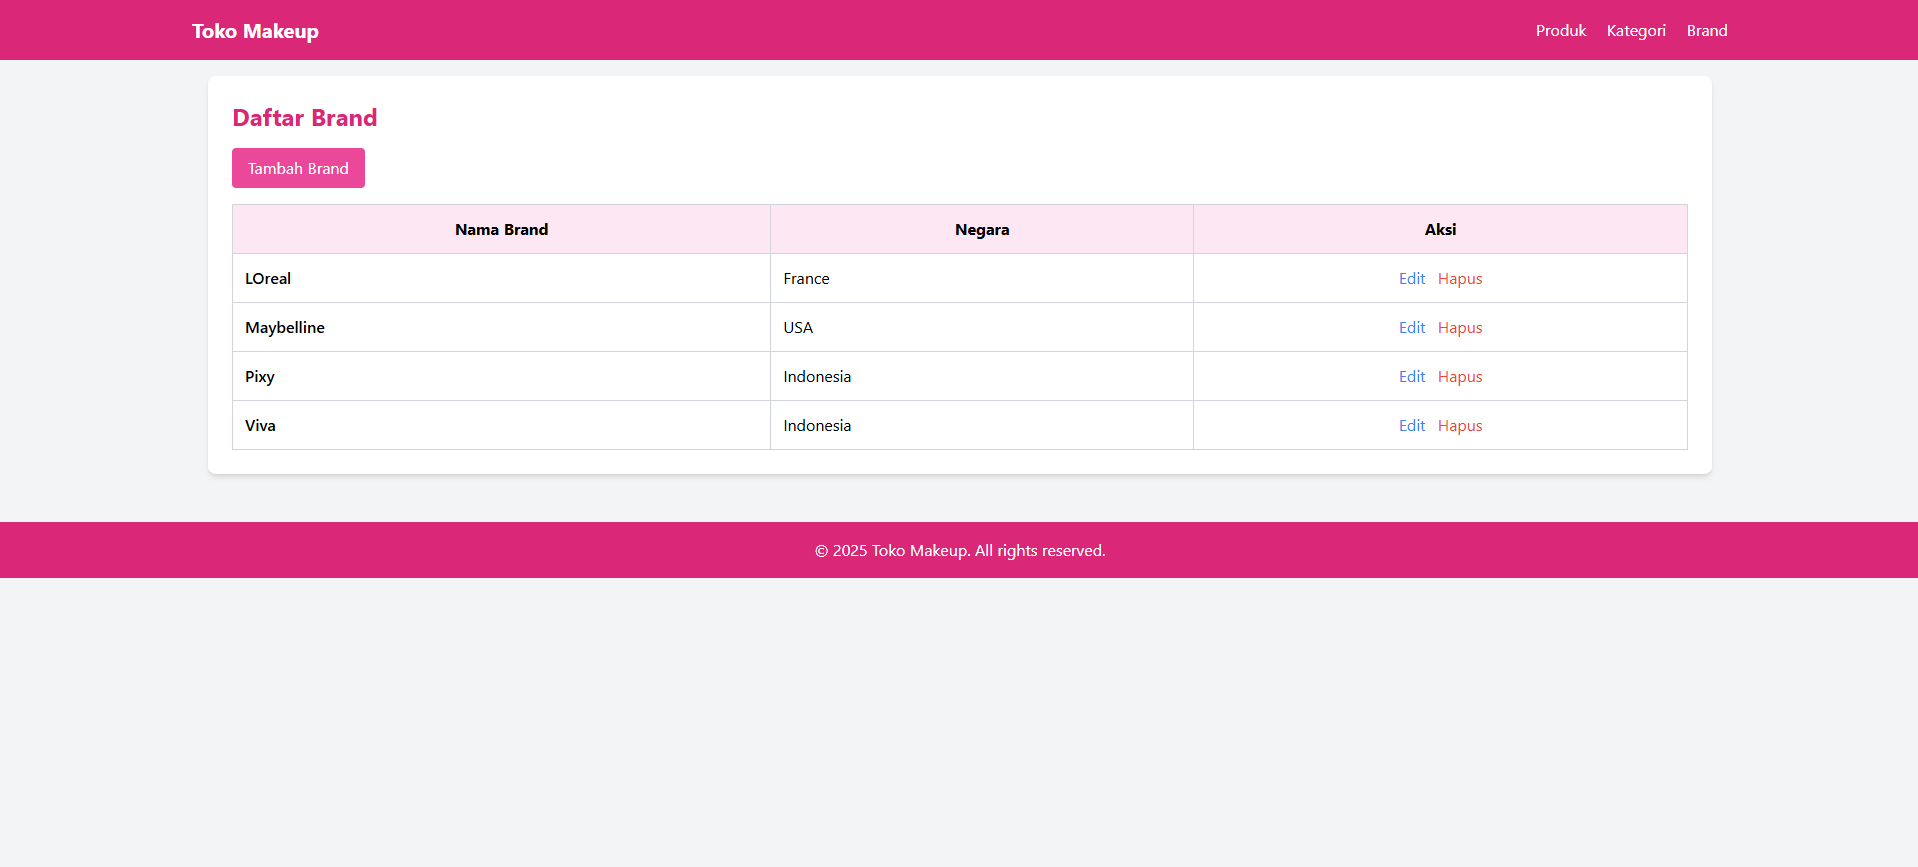 Toko Makeup Produk Kategori Brand
Daftar Brand
Tambah Brand
Nama Brand Negara Aksi
LOreal France Edit Hapus
Maybelline USA Edit Hapus
Pixy Indonesia Edit Hapus
Viva Indonesia Edit Hapus
© 2025 Toko Makeup. All rights reserved.